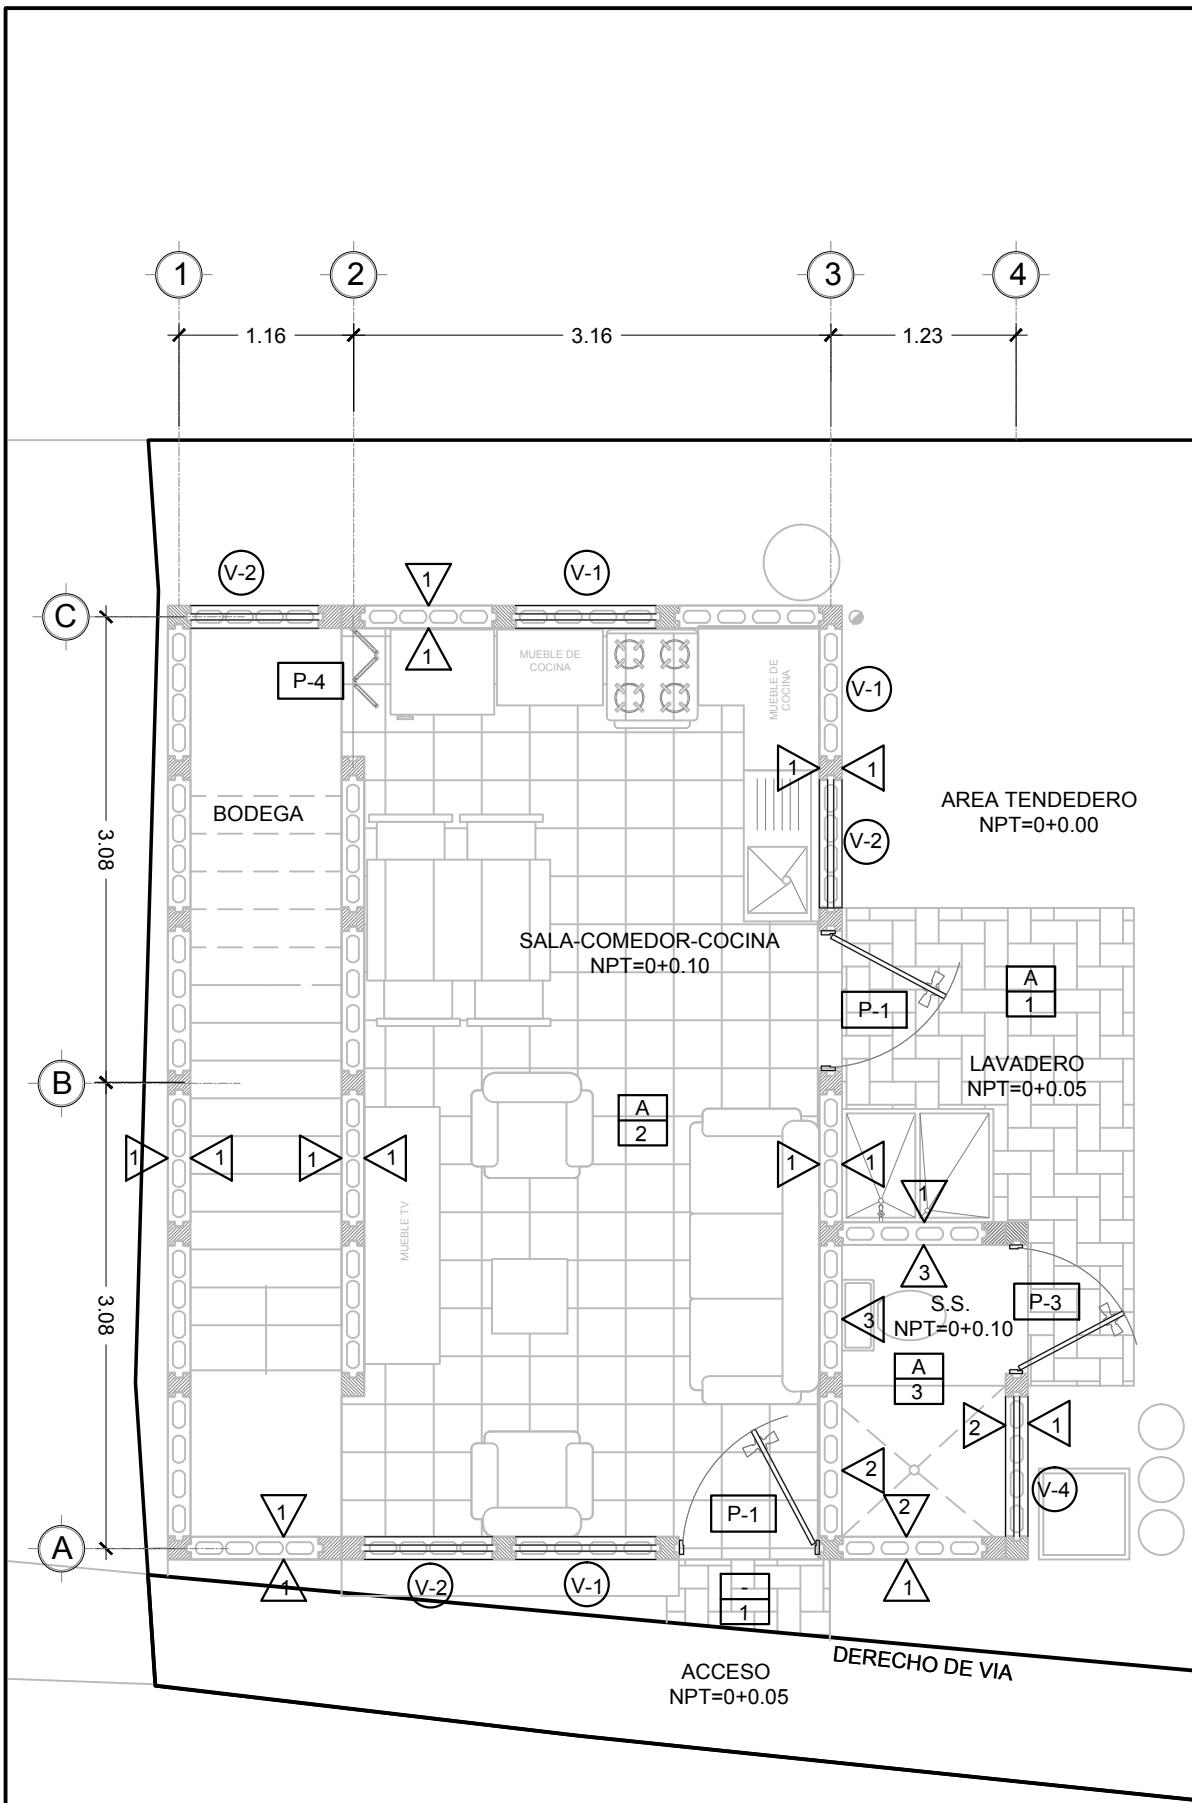 1
2
3
4
1.16
3.16
1.23
V-2
V-1
1
C
1
MUEBLE DE
COCINA
MUEBLE DE
COCINA
P-4
V-1
1
1
AREA TENDEDERO
NPT=0+0.00
BODEGA
3.08
V-2
SALA-COMEDOR-COCINA
NPT=0+0.10
A
1
P-1
LAVADERO
NPT=0+0.05
B
A
2
1
1
1
1
1
1
1
MUEBLE TV
3
S.S.
NPT=0+0.10
P-3
3.08
3
A
3
2
1
2
V-4
1
P-1
2
A
V-2
V-1
1
-
1
1
DERECHO DE VIA
ACCESO
NPT=0+0.05